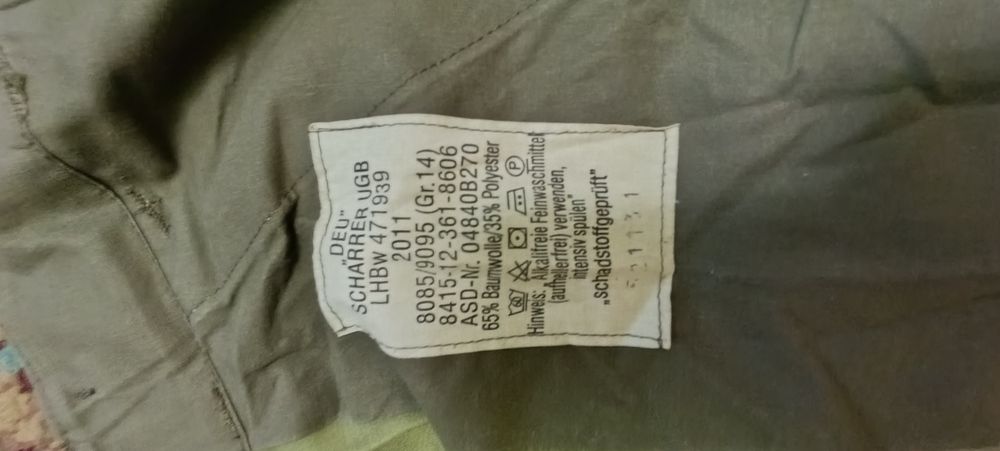 "DEU"
SCHARRER UGB
LHBw 471939
2011
8085/9095 (Gr.14)
8415-12-361-8606
ASD-Nr. 04840B270
65% Baumwolle/35% Polyester
P
Hinweis: Alkalifreie Feinwaschmittel
(aufhellerfrei) verwenden,
intensiv spülen"
„schadstoffgeprüft"